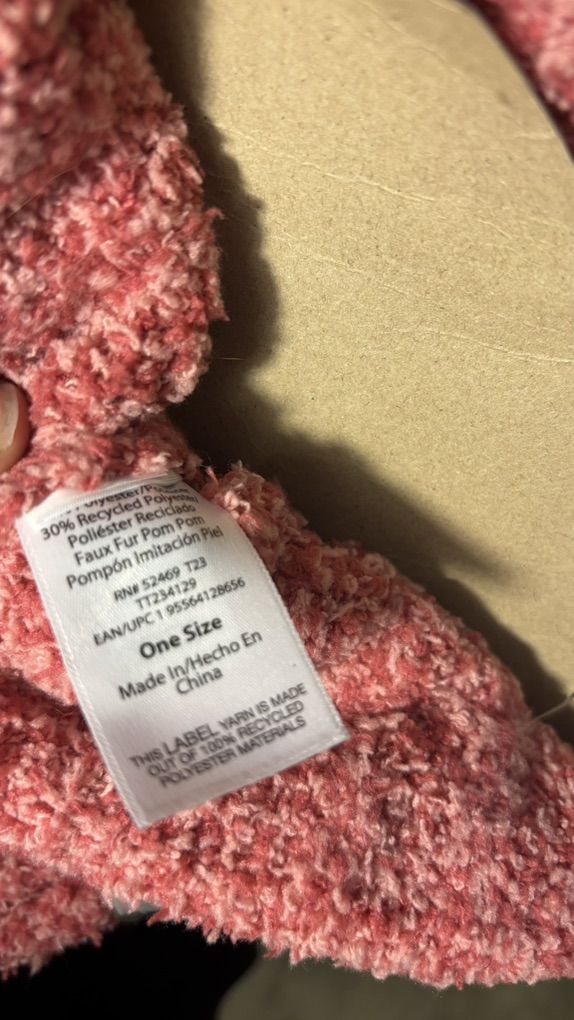 Polyester/
30% Recycled Polyester/
Poliéster Reciclado
Faux Fur Pom Pom
Pompón Imitación Piel
RN# 52469 T23
TT234129
EAN/UPC 1 95564128656
One Size
Made In/Hecho En
China
THIS LABEL YARN IS MADE
OUT OF 100% RECYCLED
POLYESTER MATERIALS